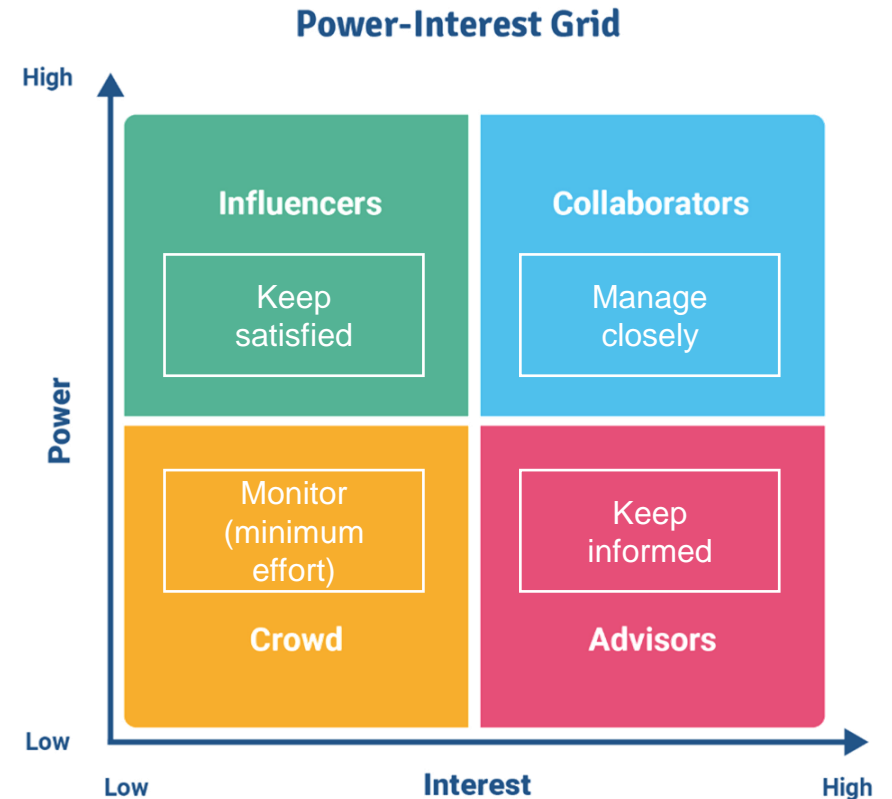 Power-Interest Grid
High
Influencers
Collaborators
Keep
satisfied
Manage
closely
Power
Monitor
(minimum
effort)
Keep
informed
Crowd
Advisors
Low
Low
Interest
High